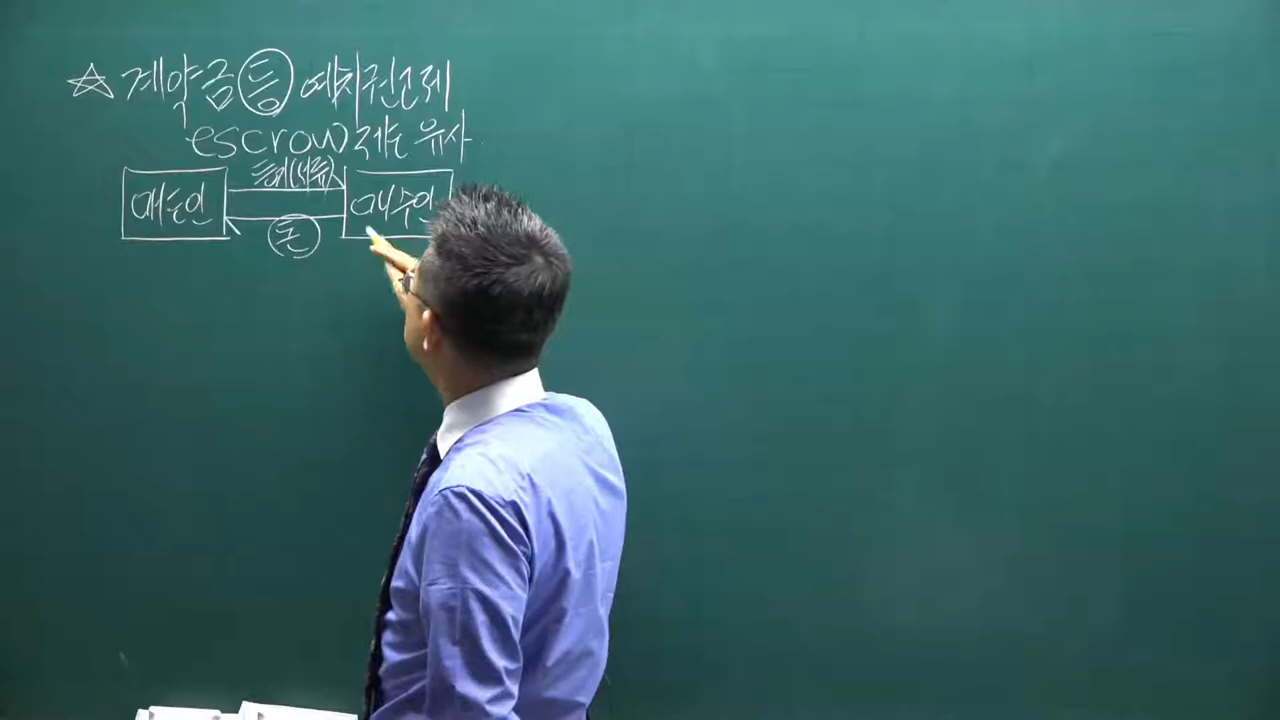 ☆ 계약금 등 예치권고제
escrow 제도 유사
등기(서류)
매도인 매수인
돈